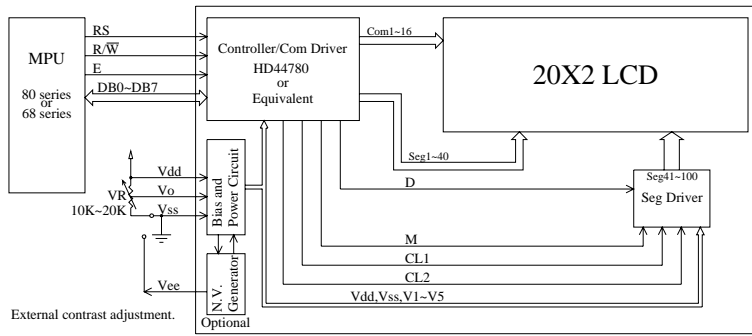 MPU
80 series
or
68 series
RS
R/W̅
E
DB0~DB7
Controller/Com Driver
HD44780
or
Equivalent
Com1~16
20X2 LCD
Seg1~40
Seg41~100
Seg Driver
D
M
CL1
CL2
Vdd,Vss,V1~V5
Vdd
Vo
Vss
VR
10K~20K
Bias and
Power Circuit
Vee
N.V.
Generator
Optional
External contrast adjustment.